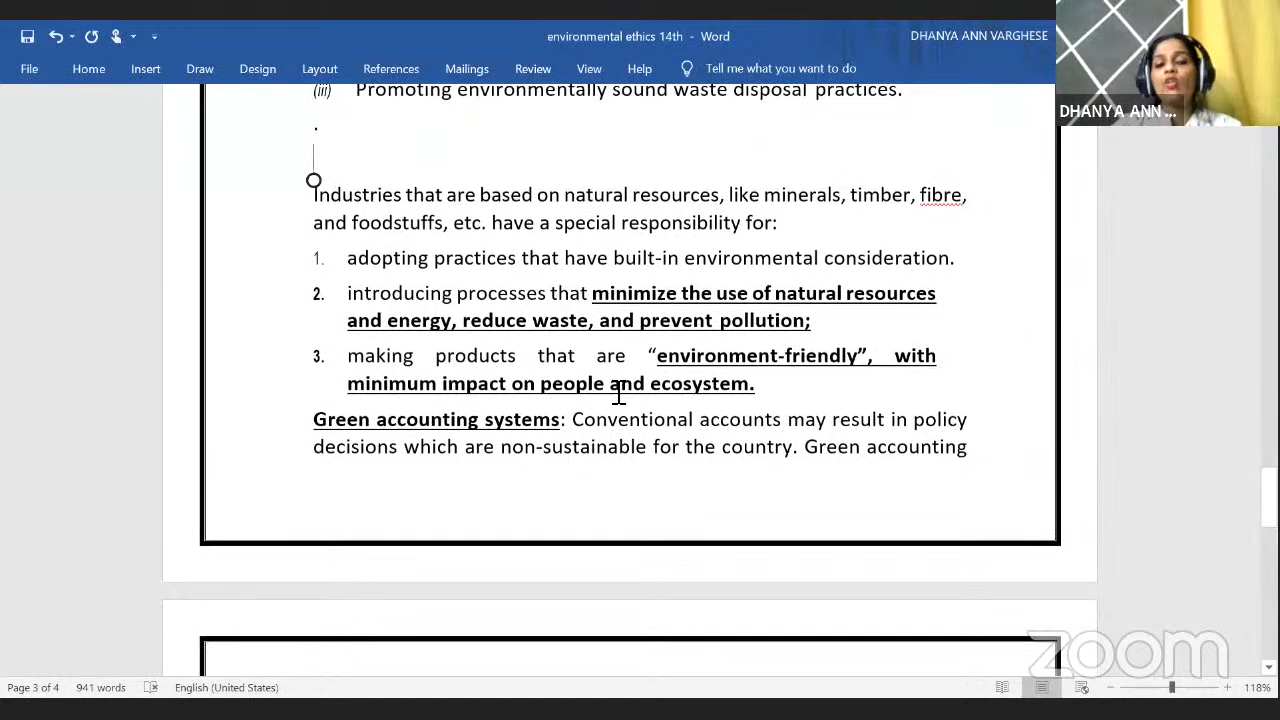 environmental ethics 14th - Word
DHANYA ANN VARGHESE
File Home Insert Draw Design Layout References Mailings Review View Help Tell me what you want to do
DHANYA ANN ...
(iii) Promoting environmentally sound waste disposal practices.
.
Industries that are based on natural resources, like minerals, timber, fibre,
and foodstuffs, etc. have a special responsibility for:
1. adopting practices that have built-in environmental consideration.
2. introducing processes that minimize the use of natural resources
and energy, reduce waste, and prevent pollution;
3. making products that are “environment-friendly”, with
minimum impact on people and ecosystem.
Green accounting systems: Conventional accounts may result in policy
decisions which are non-sustainable for the country. Green accounting
zoom
Page 3 of 4 941 words English (United States) 118%